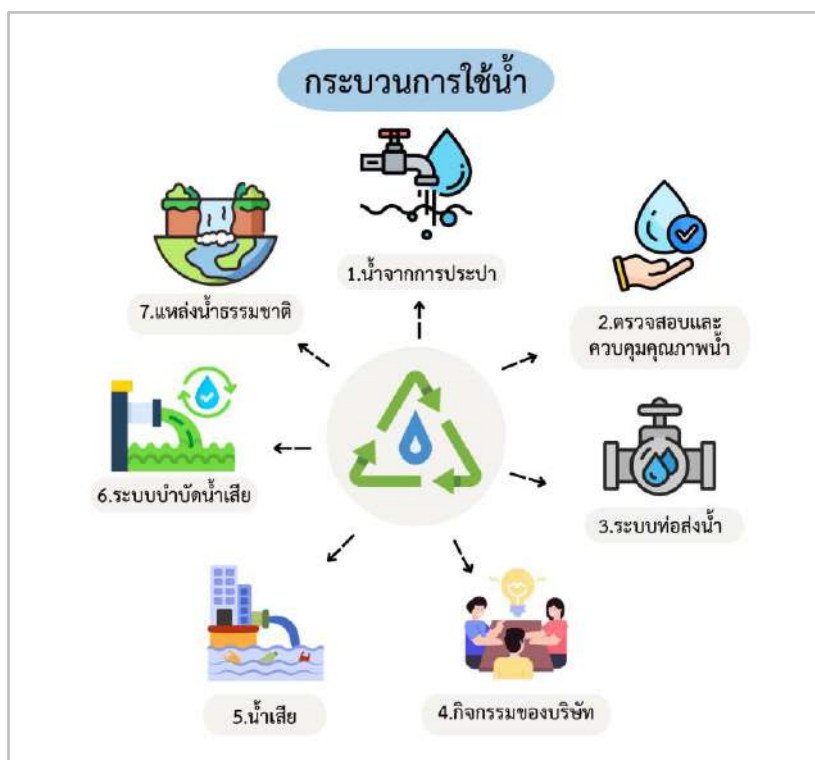 กระบวนการใช้น้ำ
1.น้ำจากการประปา
2.ตรวจสอบและ
ควบคุมคุณภาพน้ำ
3.ระบบท่อส่งน้ำ
4.กิจกรรมของบริษัท
5.น้ำเสีย
6.ระบบบำบัดน้ำเสีย
7.แหล่งน้ำธรรมชาติ